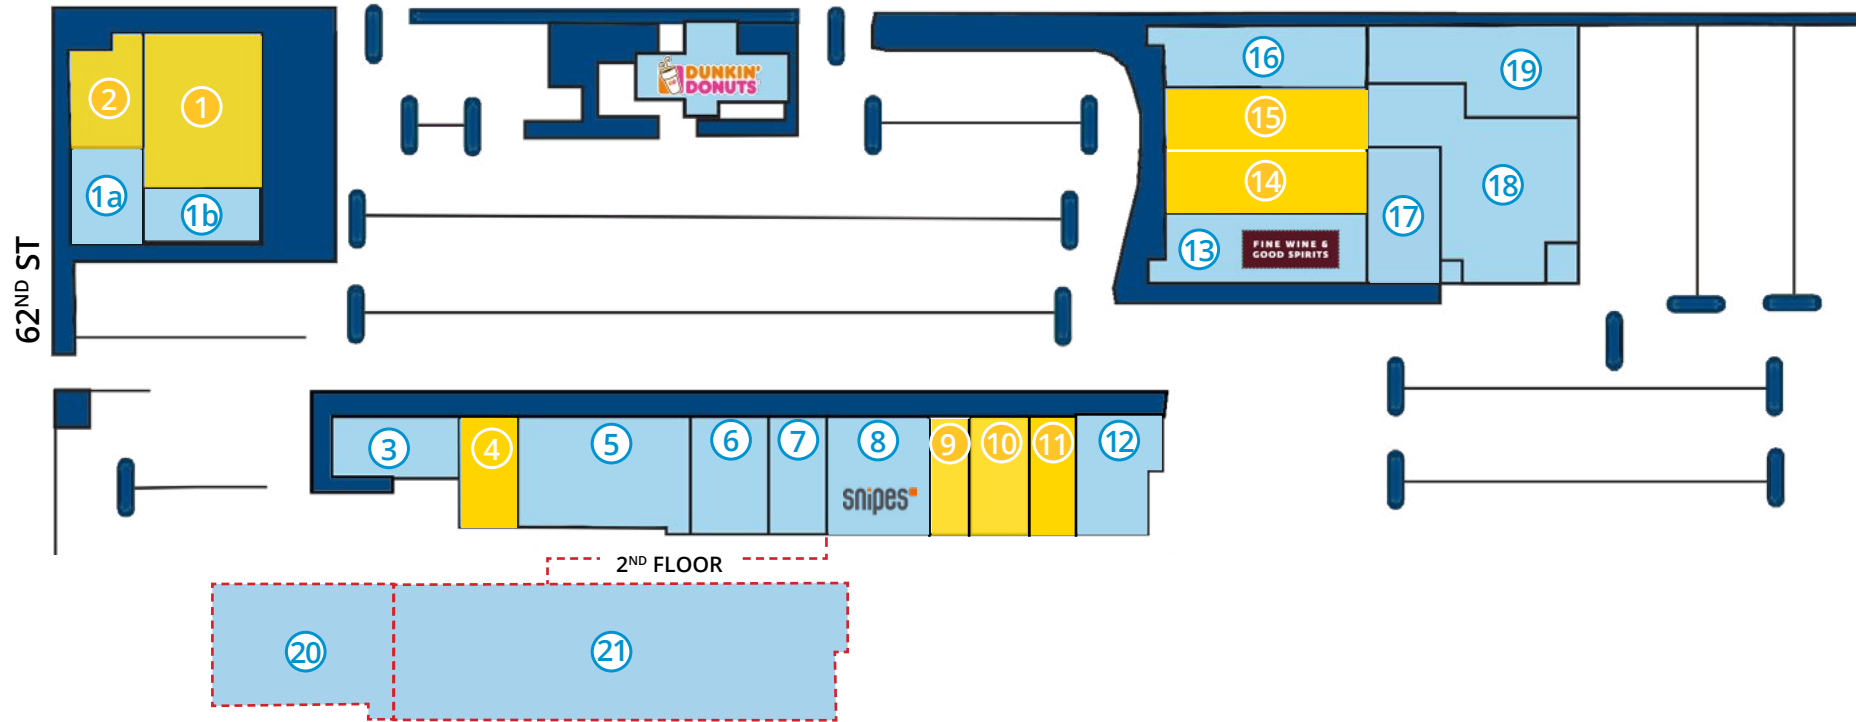 DUNKIN'
DONUTS
2
1
1a
1b
62ND ST
16
19
15
14
18
17
13
FINE WINE &
GOOD SPIRITS
3
4
5
6
7
8
9
10
11
12
snipes
2ND FLOOR
20
21